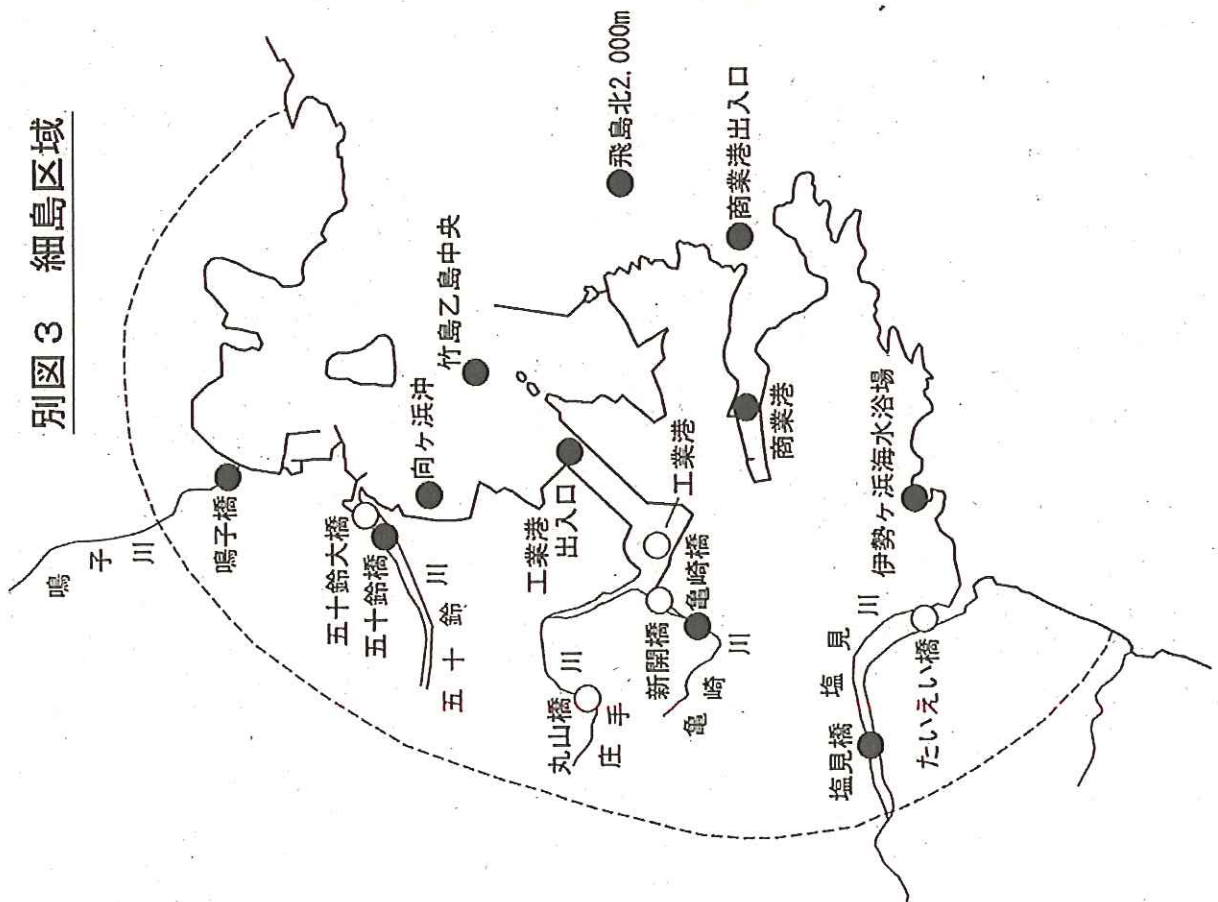 別図3 細島区域
鳴子川
鳴子橋
五十鈴大橋
五十鈴橋
五十鈴川
向ヶ浜沖
竹島乙島中央
飛島北2,000m
工業港
出入口
工業港
商業港出入口
商業港
丸山橋
庄手川
新開橋
亀崎橋
亀崎川
伊勢ヶ浜海水浴場
塩見川
塩見橋
たいえい橋